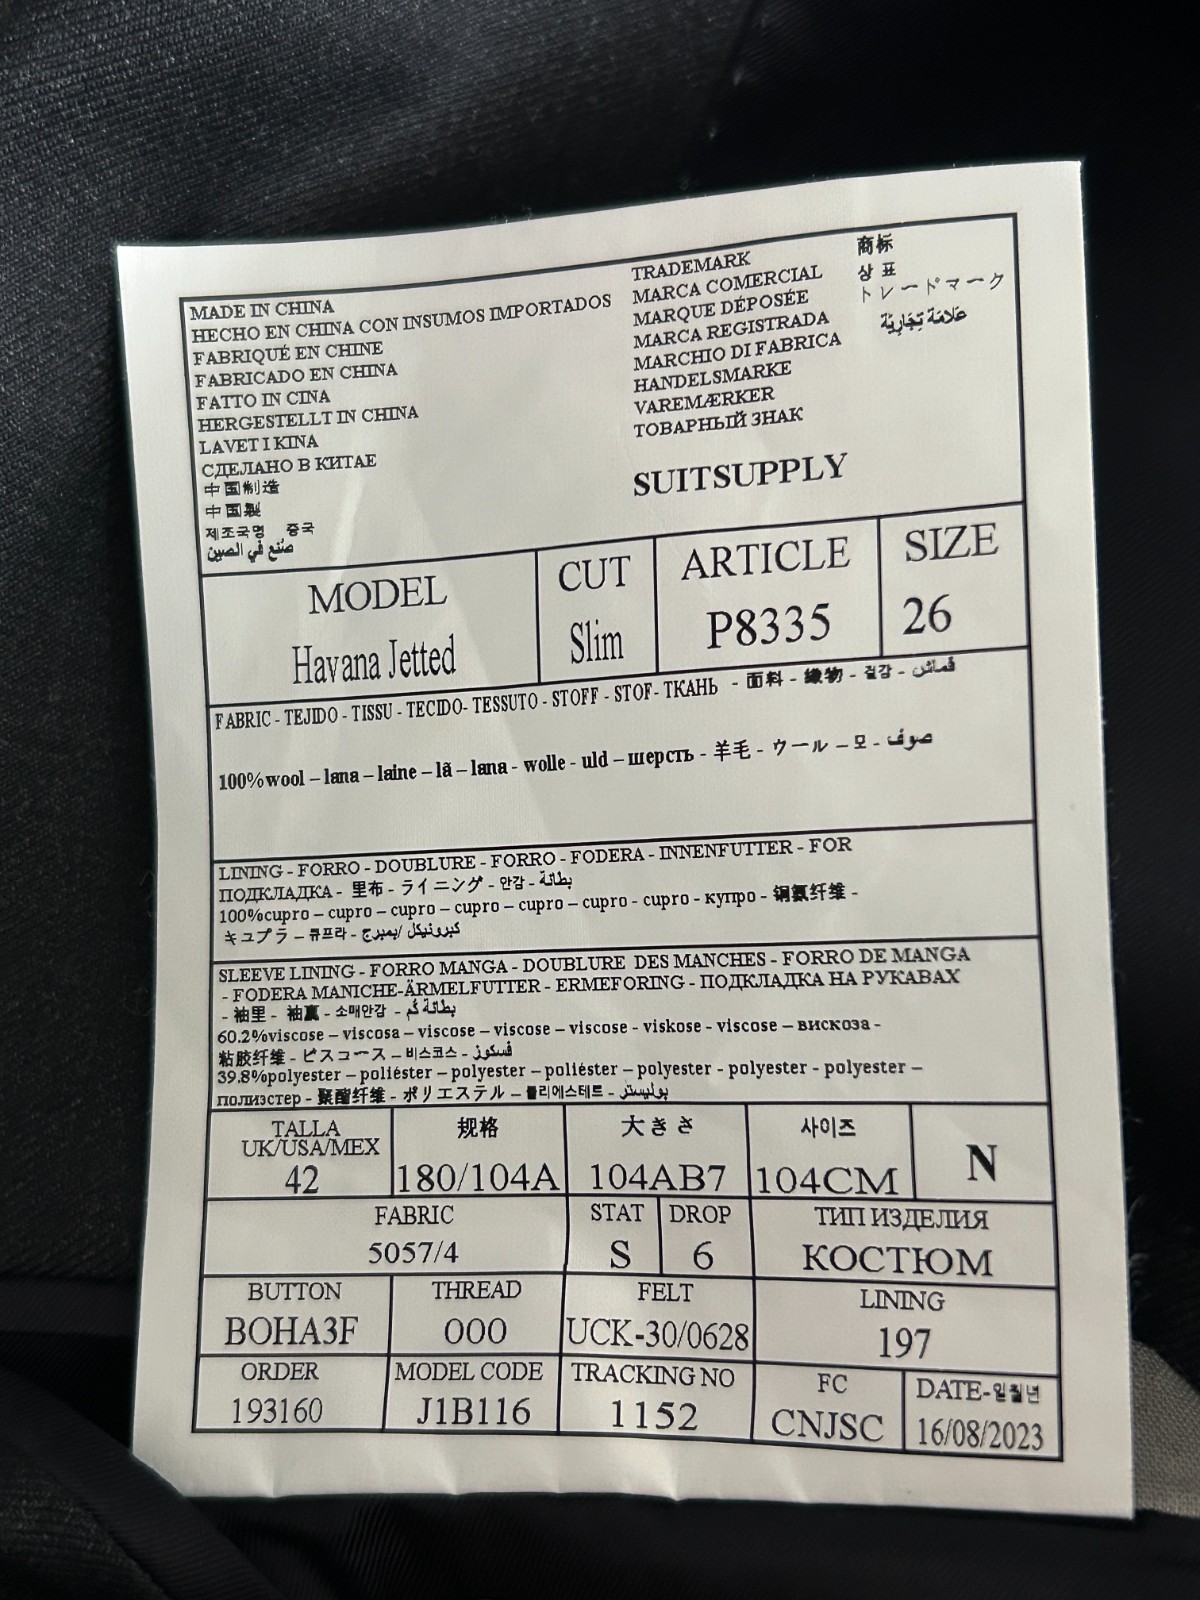 MADE IN CHINA
HECHO EN CHINA CON INSUMOS IMPORTADOS
FABRIQUÉ EN CHINE
FABRICADO EN CHINA
FATTO IN CINA
HERGESTELLT IN CHINA
LAVET I KINA
СДЕЛАНО В КИТАЕ
中国制造
中国製
제조국명 중국
صُنع في الصين
TRADEMARK
MARCA COMERCIAL
MARQUE DÉPOSÉE
MARCA REGISTRADA
MARCHIO DI FABRICA
HANDELSMARKE
VAREMÆRKER
ТОВАРНЫЙ ЗНАК
商标
상표
トレードマーク
عَلامَة تِجَارِيَّة
SUITSUPPLY
MODEL
Havana Jetted
CUT
Slim
ARTICLE
P8335
SIZE
26
FABRIC - TEJIDO - TISSU - TECIDO- TESSUTO - STOFF - STOF- ТКАНЬ - 面料 - 織物 - 겉감 - قُماش
100%wool – lana – laine – lã – lana - wolle - uld – шерсть - 羊毛 - ウール – 모 - صوف
LINING - FORRO - DOUBLURE - FORRO - FODERA - INNENFUTTER - FOR
ПОДКЛАДКА - 里布 - ライニング - 안감 - بطانة
100%cupro – cupro – cupro – cupro – cupro – cupro - cupro - купро - 铜氨纤维 -
キュプラ – 큐프라 - كبرونيكل /بمبرج
SLEEVE LINING - FORRO MANGA - DOUBLURE DES MANCHES - FORRO DE MANGA
- FODERA MANICHE-ÄRMELFUTTER - ERMEFORING - ПОДКЛАДКА НА РУКАВАХ
- 袖里 - 袖裏 - 소매안감 - بطانة كُم
60.2%viscose – viscosa – viscose – viscose – viscose - viskose - viscose – вискоза -
粘胶纤维 - ビスコース – 비스코스 - فسكوز
39.8%polyester – poliéster – polyester – poliéster – polyester - polyester - polyester –
полиэстер - 聚酯纤维 - ポリエステル – 폴리에스테르 - بوليستر
TALLA
UK/USA/MEX
42
规格
180/104A
大きさ
104AB7
사이즈
104CM
N
FABRIC
5057/4
STAT
S
DROP
6
ТИП ИЗДЕЛИЯ
КОСТЮМ
BUTTON
BOHA3F
THREAD
000
FELT
UCK-30/0628
LINING
197
ORDER
193160
MODEL CODE
J1B116
TRACKING NO
1152
FC
CNJSC
DATE-일월년
16/08/2023